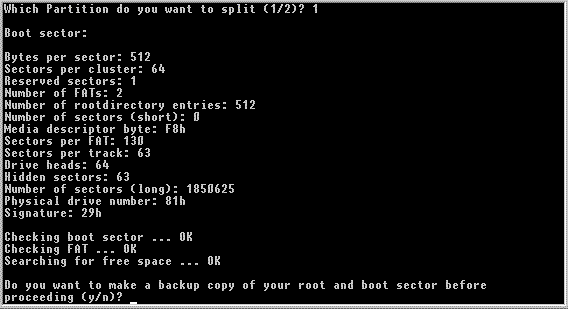 Which Partition do you want to split (1/2)? 1
Boot sector:
Bytes per sector: 512
Sectors per cluster: 64
Reserved sectors: 1
Number of FATs: 2
Number of rootdirectory entries: 512
Number of sectors (short): 0
Media descriptor byte: F8h
Sectors per FAT: 130
Sectors per track: 63
Drive heads: 64
Hidden sectors: 63
Number of sectors (long): 1850625
Physical drive number: 81h
Signature: 29h
Checking boot sector ... OK
Checking FAT ... OK
Searching for free space ... OK
Do you want to make a backup copy of your root and boot sector before
proceeding (y/n)? _